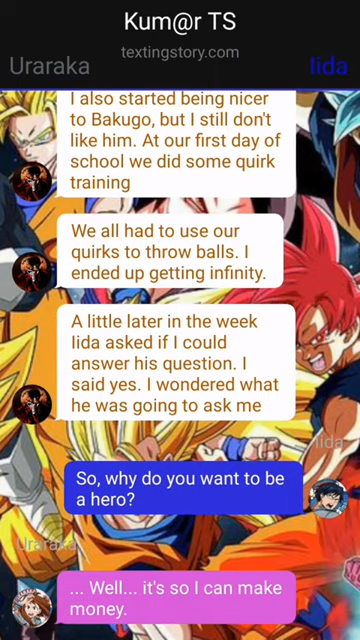 Kum@r TS
textingstory.com
Uraraka
Iida
I also started being nicer
to Bakugo, but I still don't
like him. At our first day of
school we did some quirk
training
We all had to use our
quirks to throw balls. I
ended up getting infinity.
A little later in the week
Iida asked if I could
answer his question. I
said yes. I wondered what
he was going to ask me
Iida
So, why do you want to be
a hero?
Uraraka
... Well... it's so I can make
money.